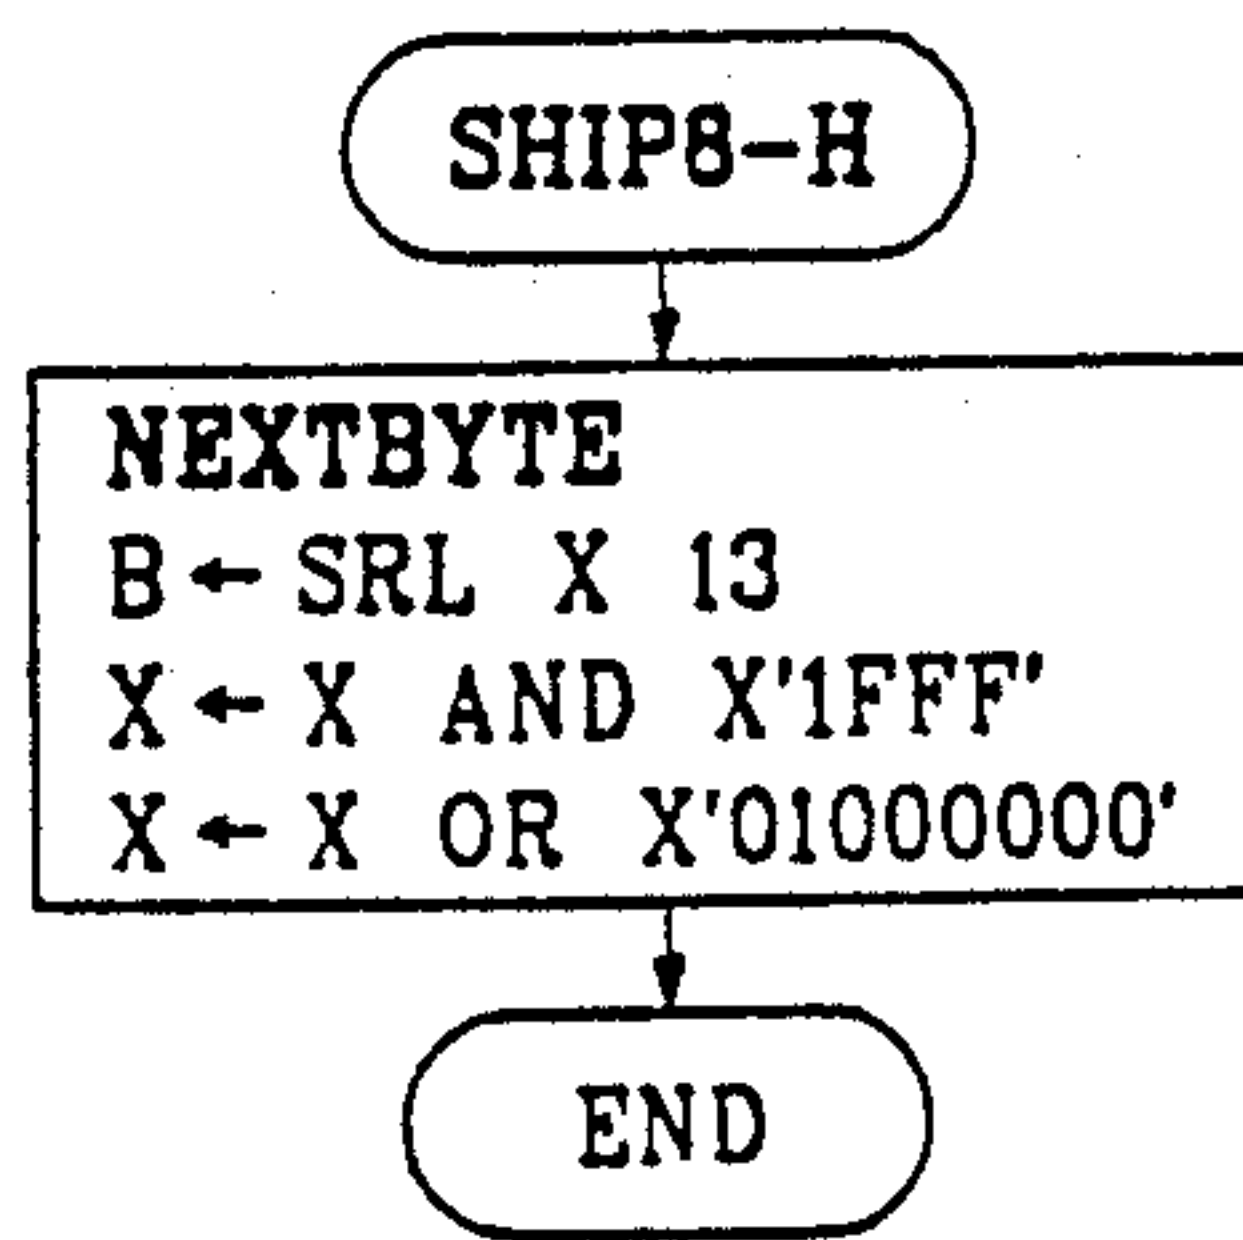 SHIP8-H
NEXTBYTE
B ← SRL X 13
X ← X AND X'1FFF'
X ← X OR X'01000000'
END